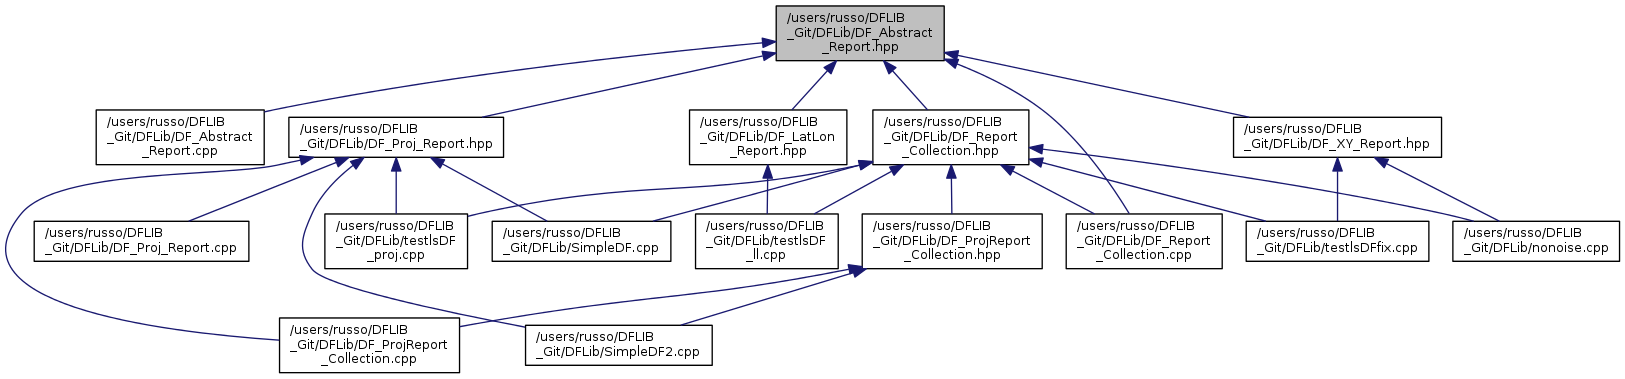 /users/russo/DFLIB
_Git/DFLib/DF_Abstract
_Report.hpp
/users/russo/DFLIB
_Git/DFLib/DF_Abstract
_Report.cpp
/users/russo/DFLIB
_Git/DFLib/DF_Proj_Report.hpp
/users/russo/DFLIB
_Git/DFLib/DF_LatLon
_Report.hpp
/users/russo/DFLIB
_Git/DFLib/DF_Report
_Collection.hpp
/users/russo/DFLIB
_Git/DFLib/DF_XY_Report.hpp
/users/russo/DFLIB
_Git/DFLib/DF_Proj_Report.cpp
/users/russo/DFLIB
_Git/DFLib/testlsDF
_proj.cpp
/users/russo/DFLIB
_Git/DFLib/SimpleDF.cpp
/users/russo/DFLIB
_Git/DFLib/testlsDF
_ll.cpp
/users/russo/DFLIB
_Git/DFLib/DF_ProjReport
_Collection.hpp
/users/russo/DFLIB
_Git/DFLib/DF_Report
_Collection.cpp
/users/russo/DFLIB
_Git/DFLib/testlsDFfix.cpp
/users/russo/DFLIB
_Git/DFLib/nonoise.cpp
/users/russo/DFLIB
_Git/DFLib/DF_ProjReport
_Collection.cpp
/users/russo/DFLIB
_Git/DFLib/SimpleDF2.cpp